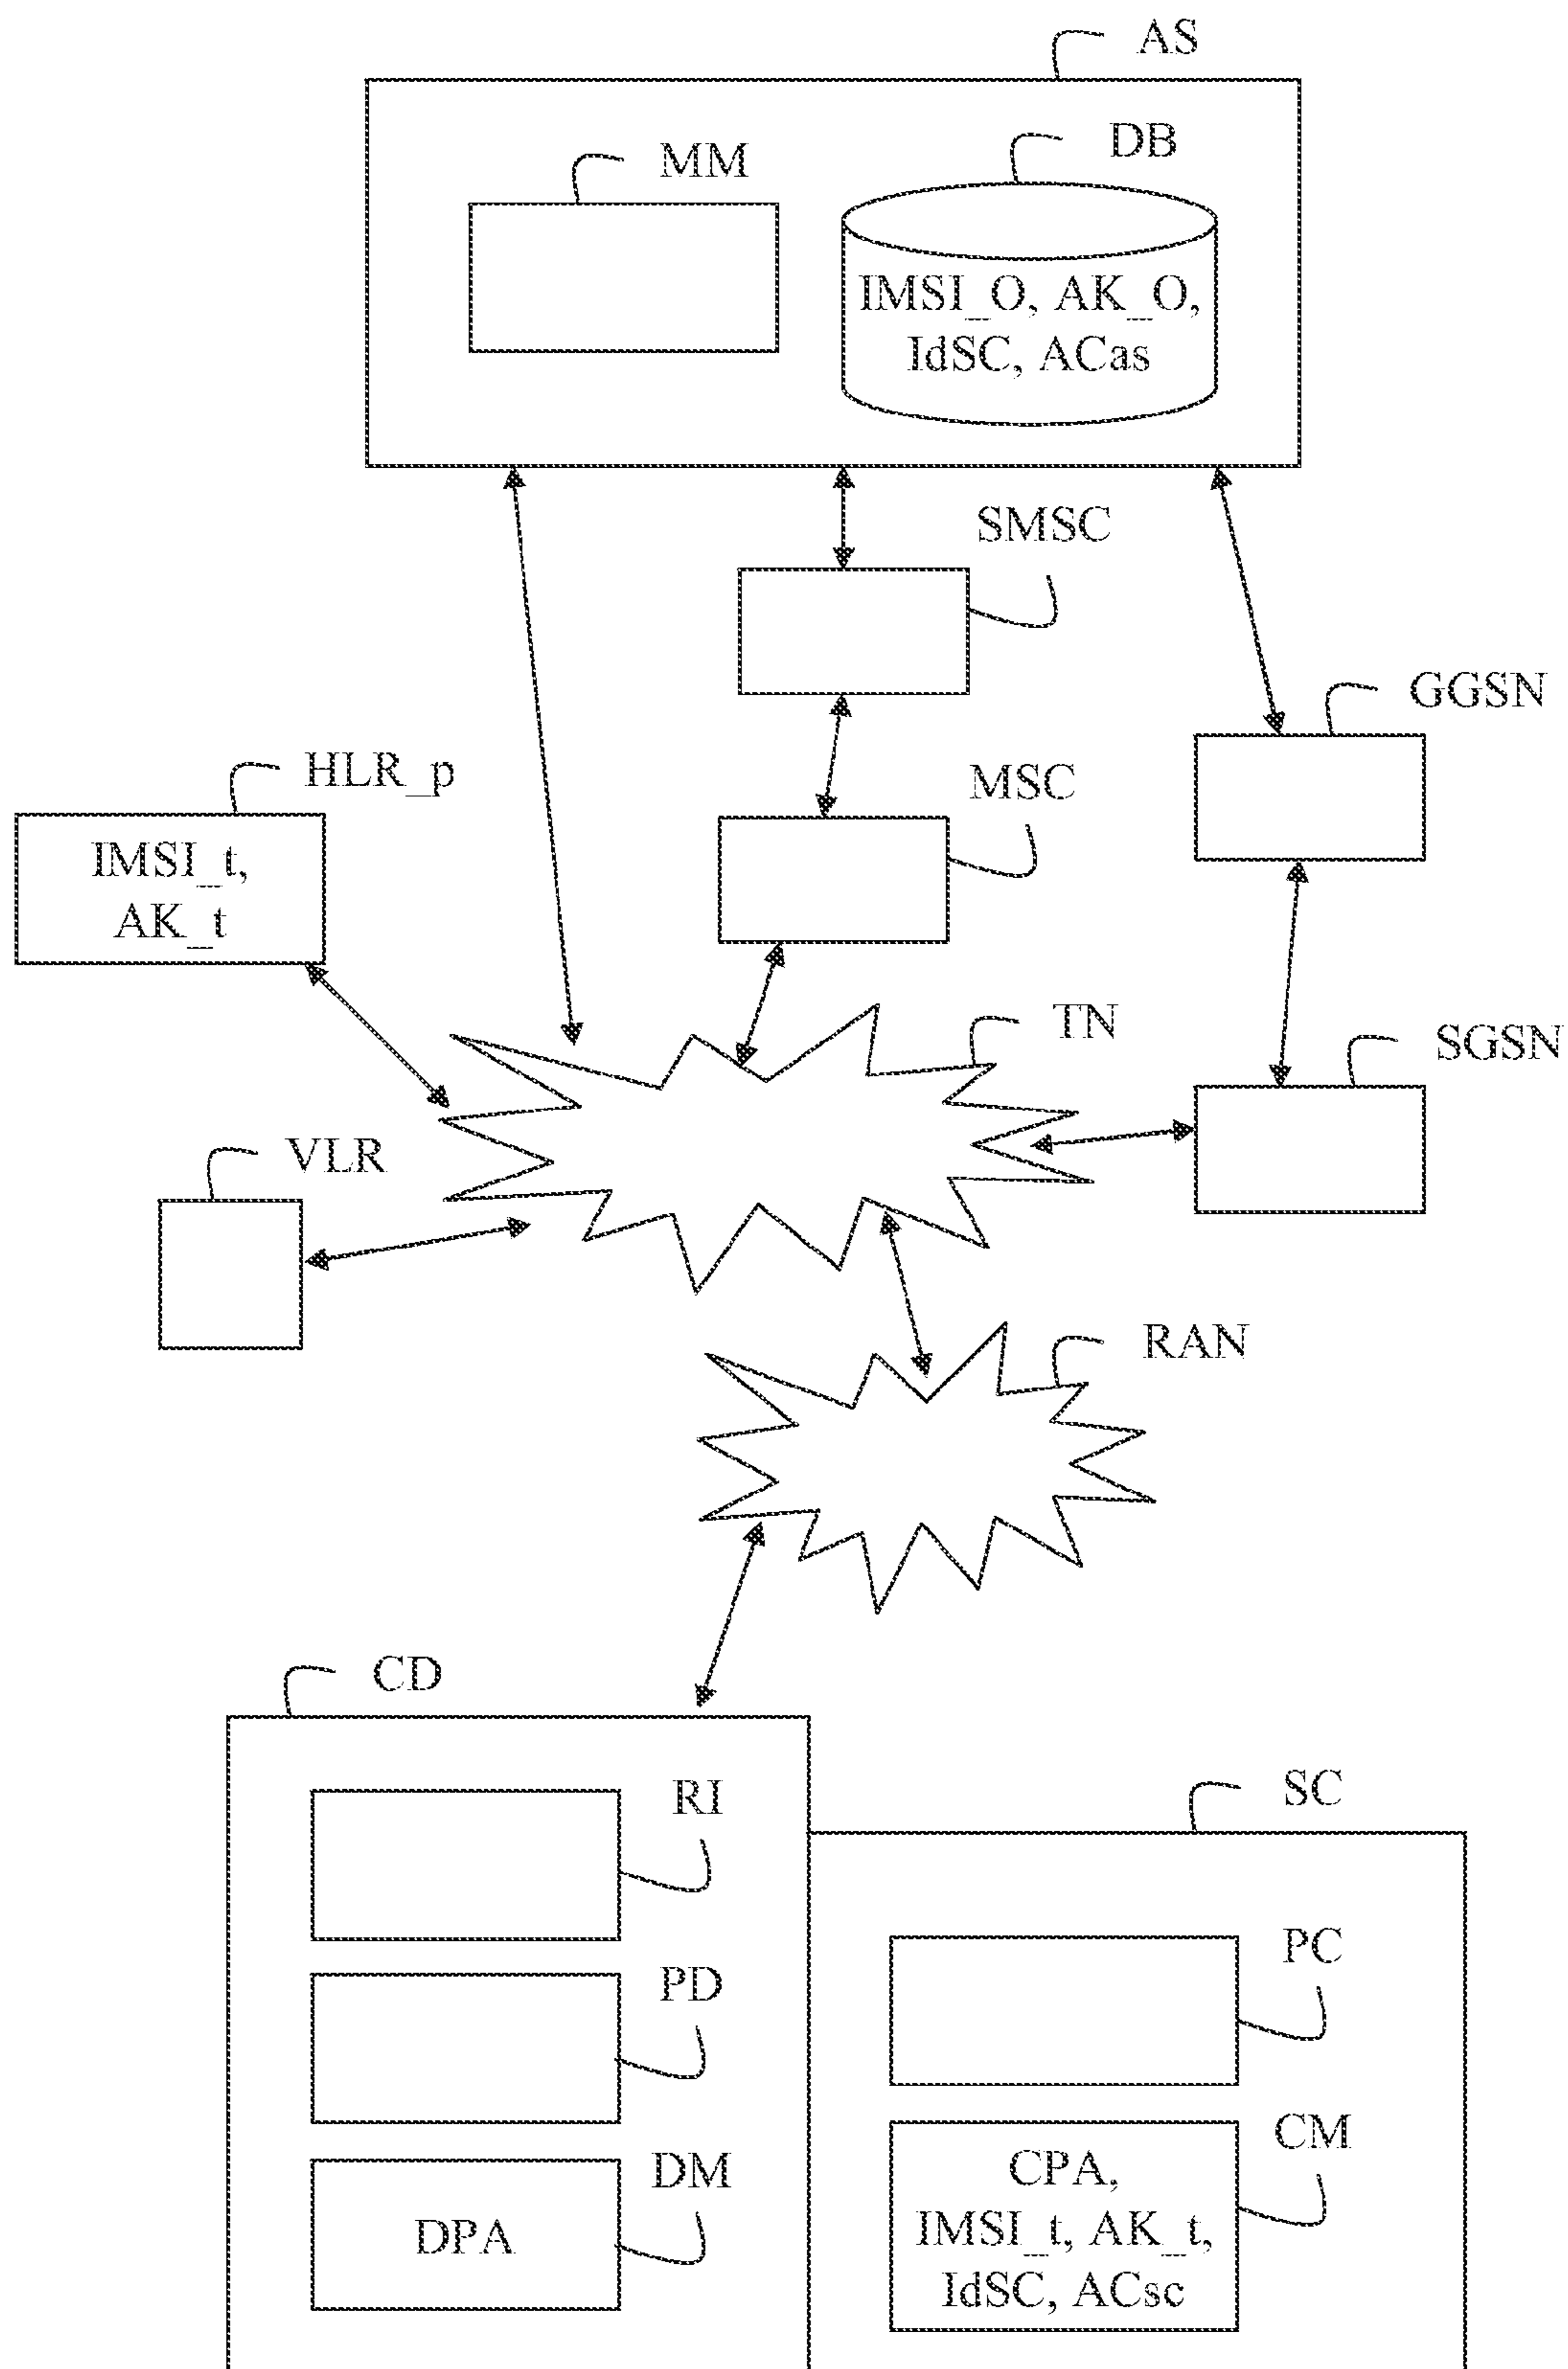 AS
DB
MM
IMSI_O, AK_O,
IdSC, ACas
SMSC
GGSN
HLR_p
MSC
IMSI_t,
AK_t
TN
SGSN
VLR
RAN
CD
RI
SC
PC
PD
CM
DM
CPA,
IMSI_t, AK_t,
IdSC, ACsc
DPA